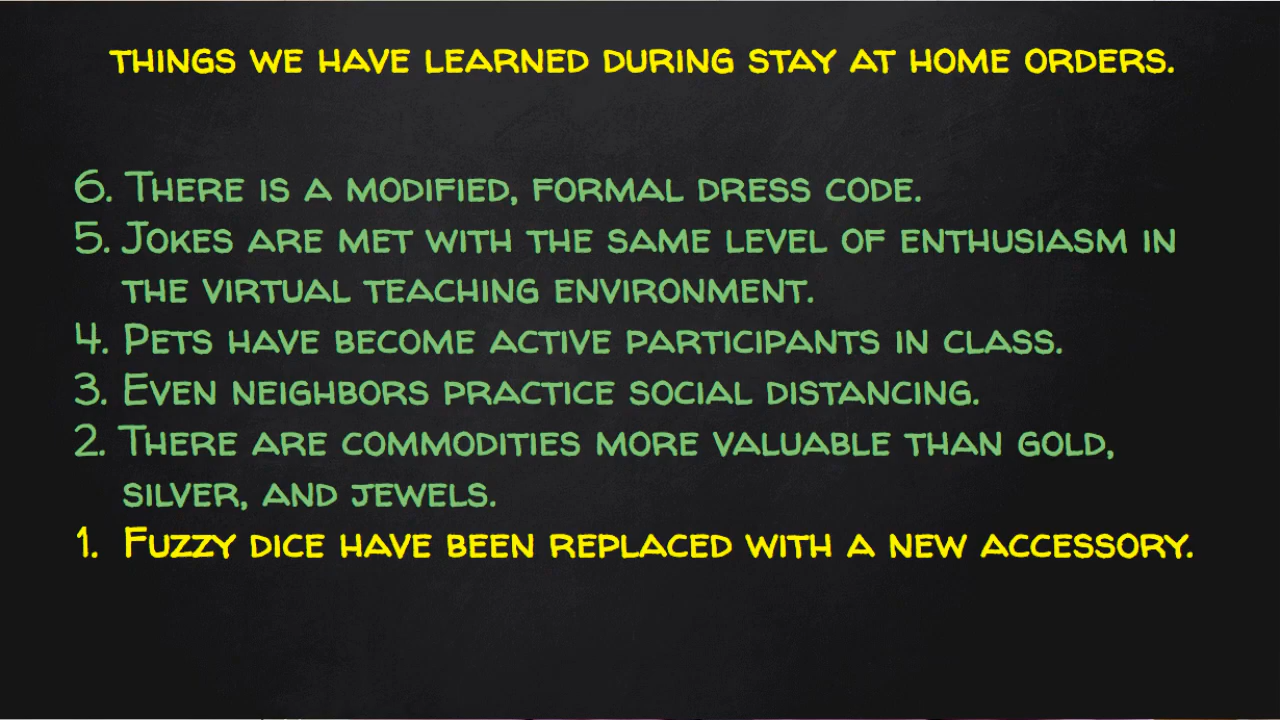 THINGS WE HAVE LEARNED DURING STAY AT HOME ORDERS.
6. THERE IS A MODIFIED, FORMAL DRESS CODE.
5. JOKES ARE MET WITH THE SAME LEVEL OF ENTHUSIASM IN
THE VIRTUAL TEACHING ENVIRONMENT.
4. PETS HAVE BECOME ACTIVE PARTICIPANTS IN CLASS.
3. EVEN NEIGHBORS PRACTICE SOCIAL DISTANCING.
2. THERE ARE COMMODITIES MORE VALUABLE THAN GOLD,
SILVER, AND JEWELS.
1. FUZZY DICE HAVE BEEN REPLACED WITH A NEW ACCESSORY.